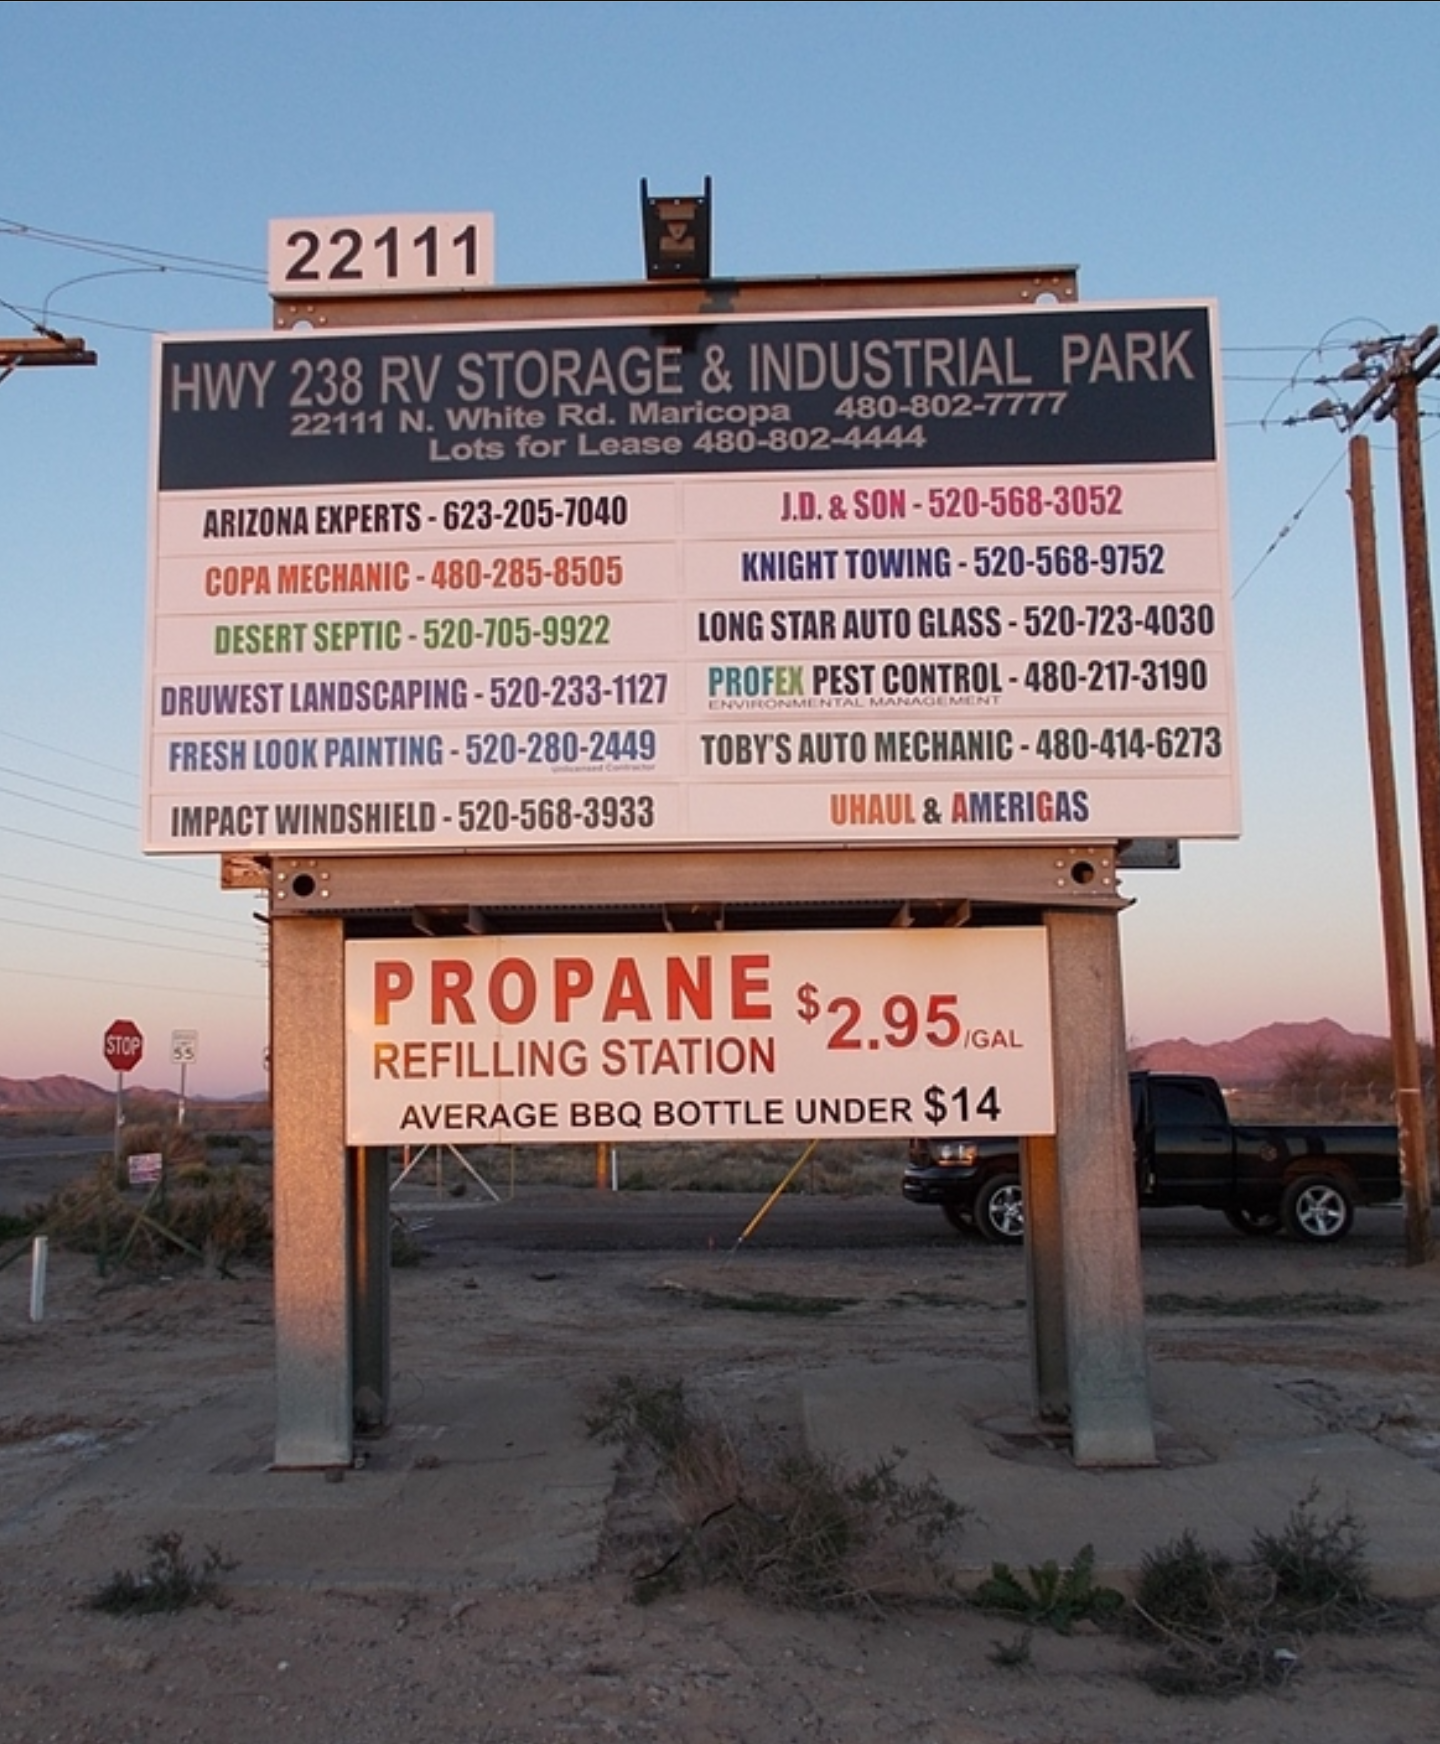 22111
HWY 238 RV STORAGE & INDUSTRIAL PARK
22111 N. White Rd. Maricopa 480-802-7777
Lots for Lease 480-802-4444
ARIZONA EXPERTS - 623-205-7040
COPA MECHANIC - 480-285-8505
DESERT SEPTIC - 520-705-9922
DRUWEST LANDSCAPING - 520-233-1127
FRESH LOOK PAINTING - 520-280-2449
Unlicensed Contractor
IMPACT WINDSHIELD - 520-568-3933
J.D. & SON - 520-568-3052
KNIGHT TOWING - 520-568-9752
LONG STAR AUTO GLASS - 520-723-4030
PROFEX PEST CONTROL - 480-217-3190
ENVIRONMENTAL MANAGEMENT
TOBY'S AUTO MECHANIC - 480-414-6273
UHAUL & AMERIGAS
PROPANE $2.95/GAL
REFILLING STATION
AVERAGE BBQ BOTTLE UNDER $14
STOP
55